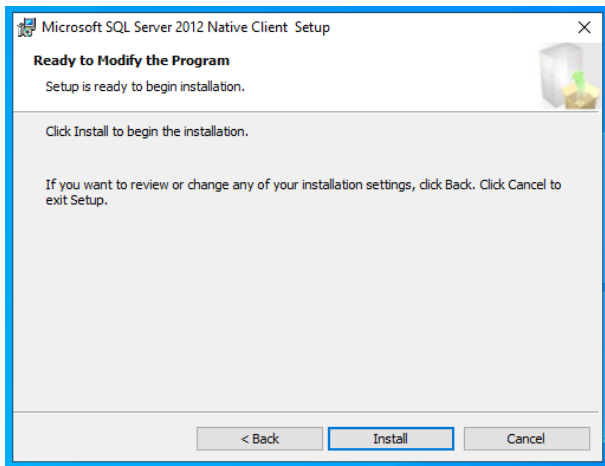 Microsoft SQL Server 2012 Native Client Setup
Ready to Modify the Program
Setup is ready to begin installation.
Click Install to begin the installation.
If you want to review or change any of your installation settings, click Back. Click Cancel to
exit Setup.
< Back
Install
Cancel